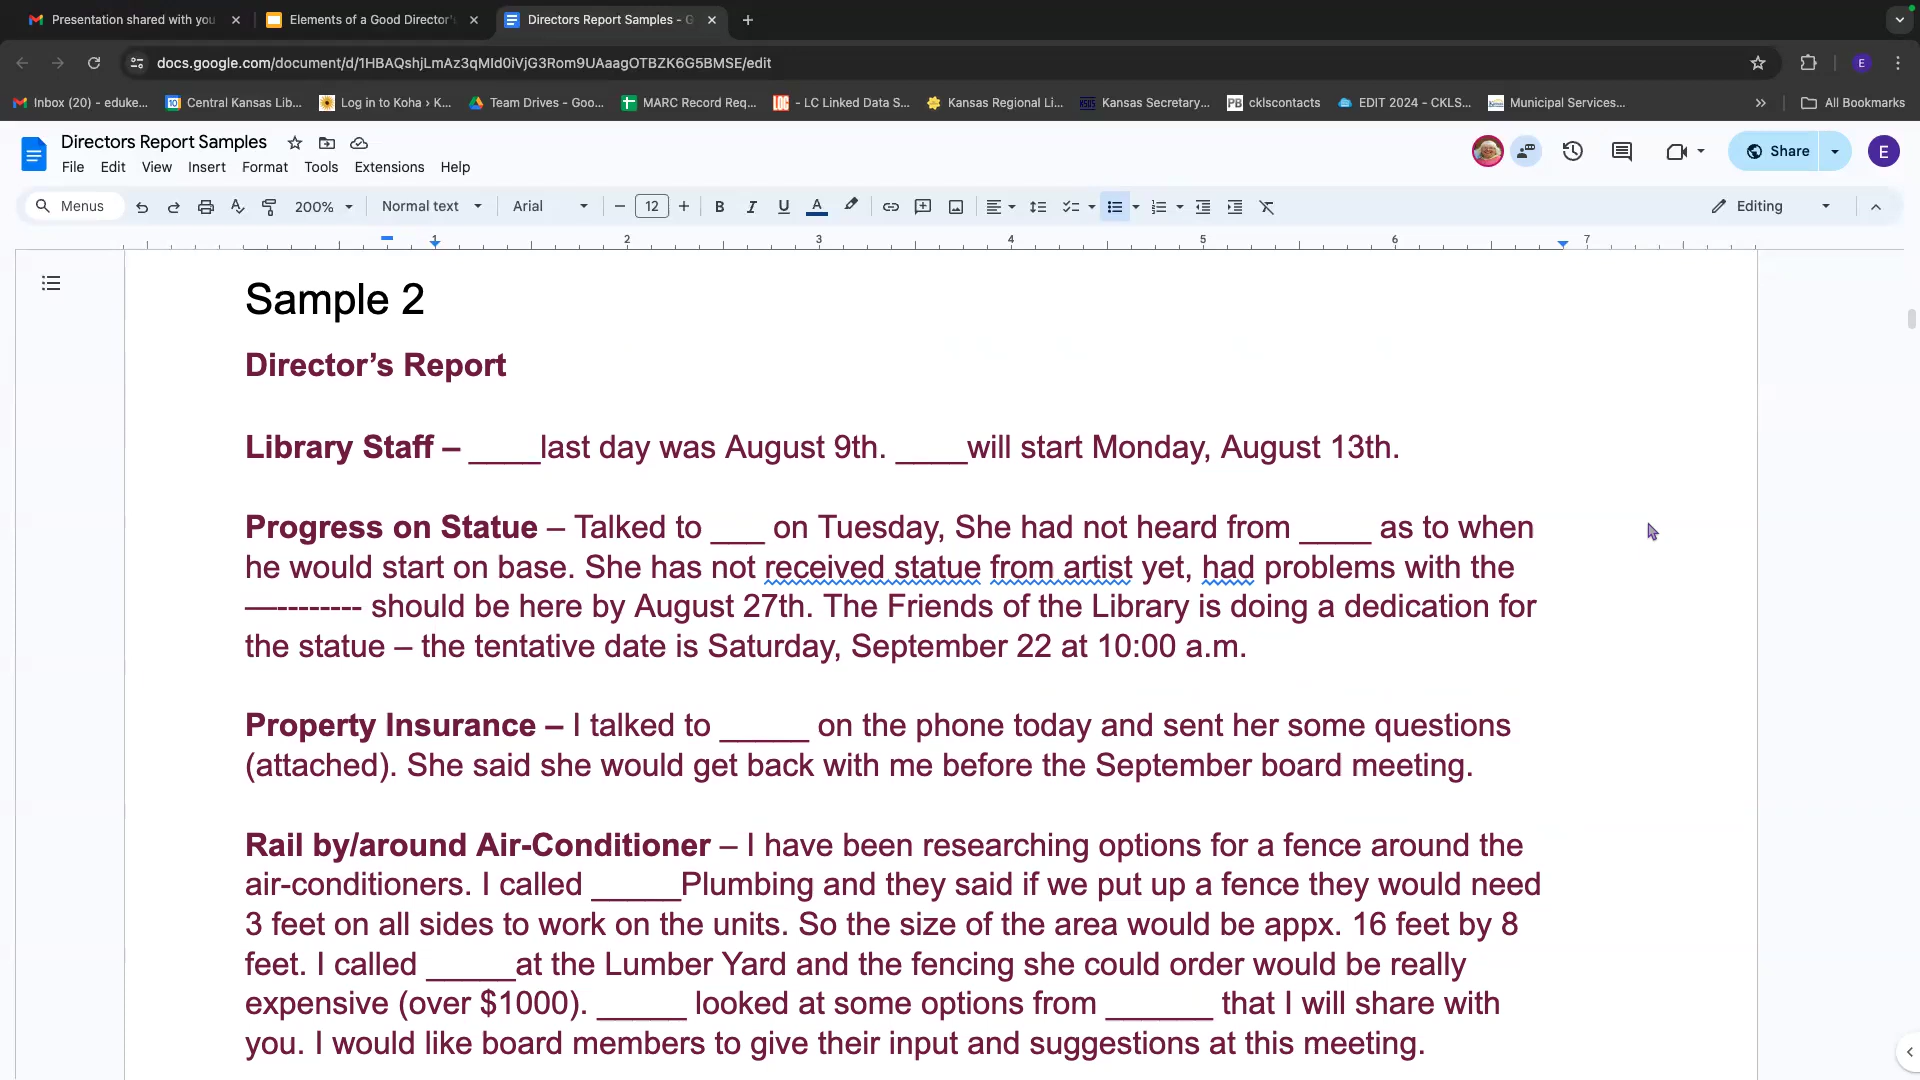 Presentation shared with you
Elements of a Good Director's
Directors Report Samples - G
docs.google.com/document/d/1HBAQshjLmAz3qMId0iVjG3Rom9UAaagOTBZK6G5BMSE/edit
Inbox (20) - eduke...
Central Kansas Lib...
Log in to Koha › K...
Team Drives - Goo...
MARC Record Req...
LOC - LC Linked Data S...
Kansas Regional Li...
KSOS Kansas Secretary...
PB cklscontacts
EDIT 2024 - CKLS...
Municipal Services...
» All Bookmarks
Directors Report Samples
Share
E
File Edit View Insert Format Tools Extensions Help
Menus 200% Normal text Arial – 12 + B I U A Editing
1 2 3 4 5 6 7
Sample 2
Director’s Report
Library Staff – ____last day was August 9th. ____will start Monday, August 13th.
Progress on Statue – Talked to ___ on Tuesday, She had not heard from ____ as to when
he would start on base. She has not received statue from artist yet, had problems with the
—--------- should be here by August 27th. The Friends of the Library is doing a dedication for
the statue – the tentative date is Saturday, September 22 at 10:00 a.m.
Property Insurance – I talked to _____ on the phone today and sent her some questions
(attached). She said she would get back with me before the September board meeting.
Rail by/around Air-Conditioner – I have been researching options for a fence around the
air-conditioners. I called _____Plumbing and they said if we put up a fence they would need
3 feet on all sides to work on the units. So the size of the area would be appx. 16 feet by 8
feet. I called _____at the Lumber Yard and the fencing she could order would be really
expensive (over $1000). _____ looked at some options from ______ that I will share with
you. I would like board members to give their input and suggestions at this meeting.